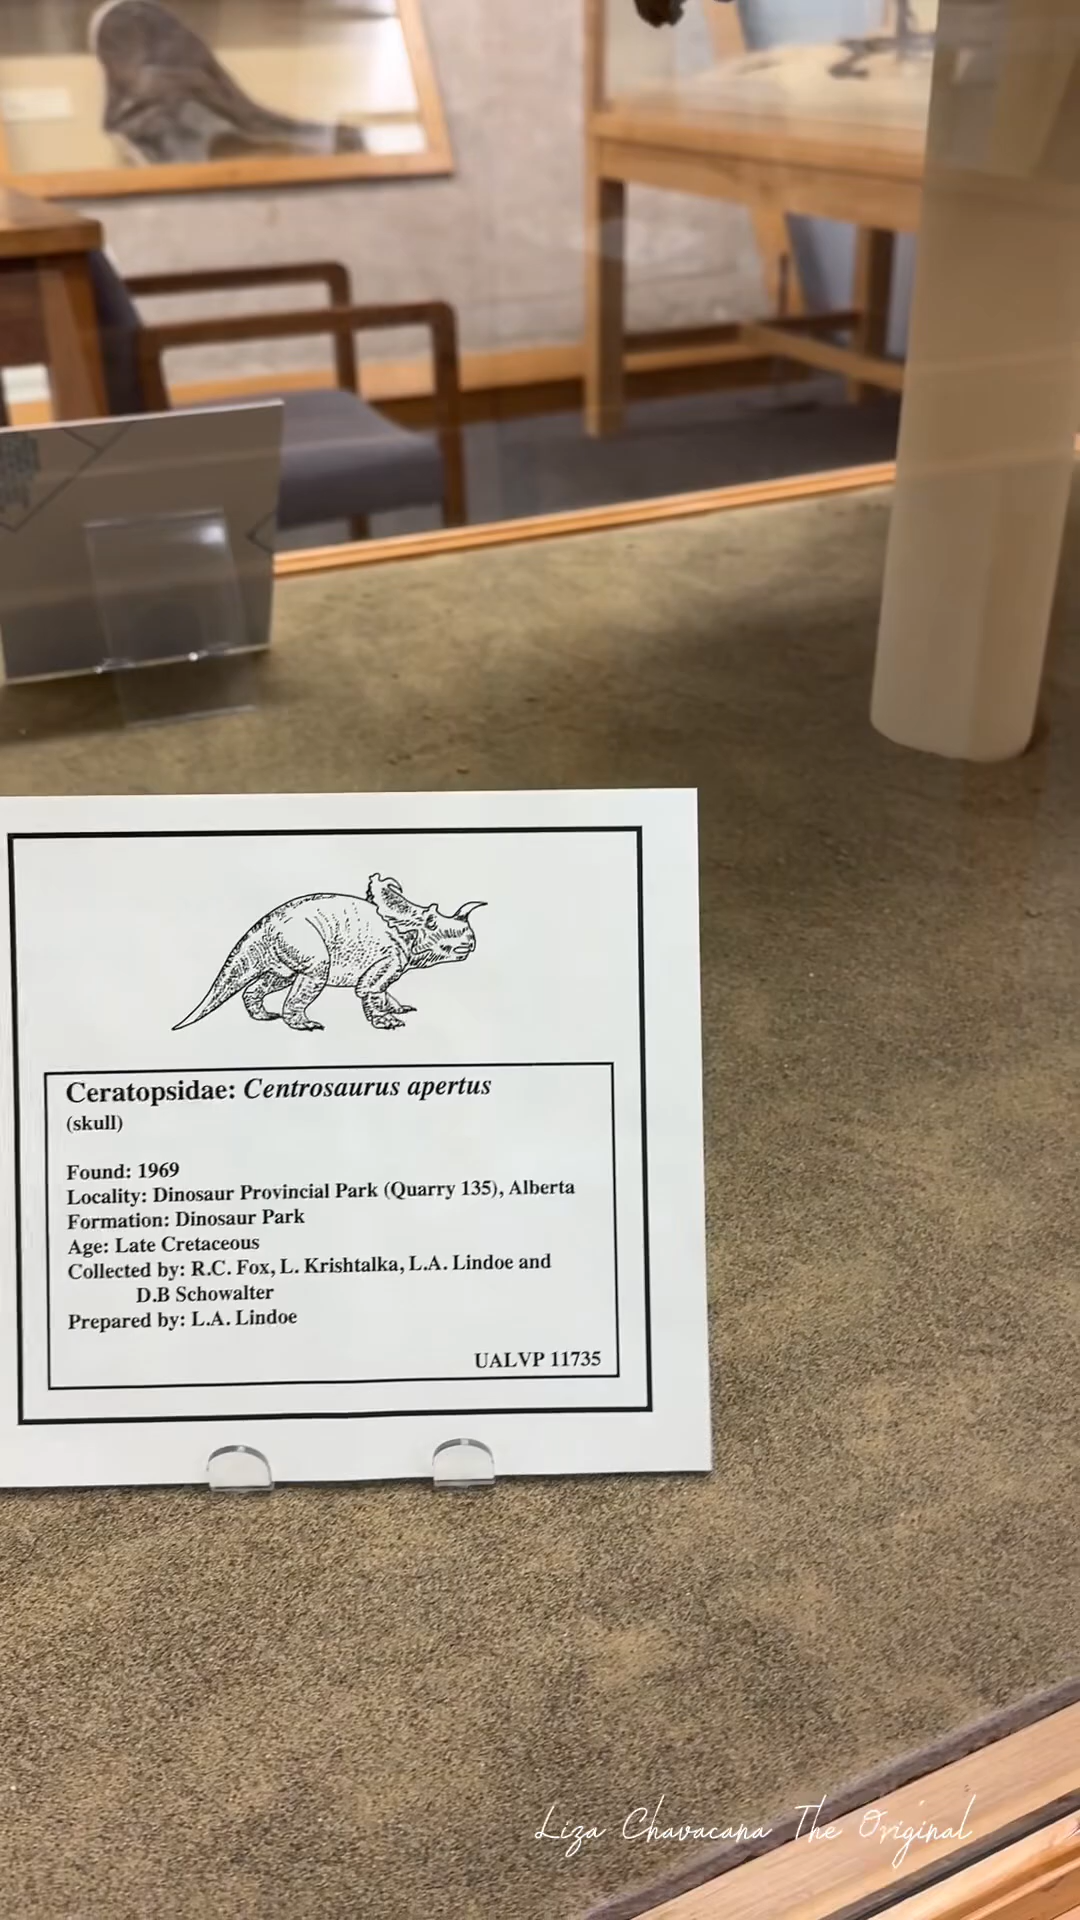 Ceratopsidae: Centrosaurus apertus
(skull)
Found: 1969
Locality: Dinosaur Provincial Park (Quarry 135), Alberta
Formation: Dinosaur Park
Age: Late Cretaceous
Collected by: R.C. Fox, L. Krishtalka, L.A. Lindoe and
D.B Schowalter
Prepared by: L.A. Lindoe
UALVP 11735
Liza Chavacana The Original